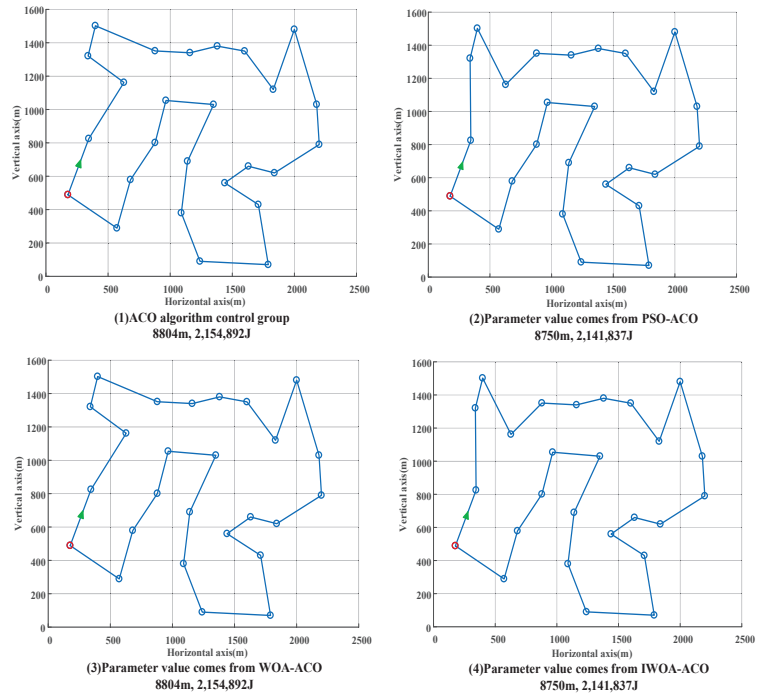 1600
1400
1200
1000
800
600
400
200
0
Vertical axis(m)
0 500 1000 1500 2000 2500
Horizontal axis(m)
(1)ACO algorithm control group
8804m, 2,154,892J
1600
1400
1200
1000
800
600
400
200
0
Vertical axis(m)
0 500 1000 1500 2000 2500
Horizontal axis(m)
(2)Parameter value comes from PSO-ACO
8750m, 2,141,837J
1600
1400
1200
1000
800
600
400
200
0
Vertical axis(m)
0 500 1000 1500 2000 2500
Horizontal axis(m)
(3)Parameter value comes from WOA-ACO
8804m, 2,154,892J
1600
1400
1200
1000
800
600
400
200
0
Vertical axis(m)
0 500 1000 1500 2000 2500
Horizontal axis(m)
(4)Parameter value comes from IWOA-ACO
8750m, 2,141,837J